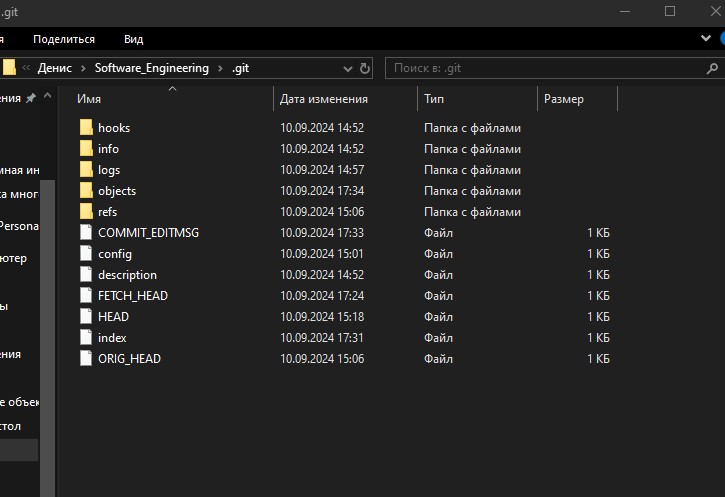 .git
я Поделиться Вид
Денис Software_Engineering .git Поиск в: .git
ения Имя Дата изменения Тип Размер
hooks 10.09.2024 14:52 Папка с файлами
info 10.09.2024 14:52 Папка с файлами
мная ин logs 10.09.2024 14:57 Папка с файлами
ка мног objects 10.09.2024 17:34 Папка с файлами
Persona refs 10.09.2024 15:06 Папка с файлами
COMMIT_EDITMSG 10.09.2024 17:33 Файл 1 КБ
ютер config 10.09.2024 15:01 Файл 1 КБ
description 10.09.2024 14:52 Файл 1 КБ
FETCH_HEAD 10.09.2024 17:24 Файл 1 КБ
ы HEAD 10.09.2024 15:18 Файл 1 КБ
index 10.09.2024 17:31 Файл 1 КБ
ения ORIG_HEAD 10.09.2024 15:06 Файл 1 КБ
е объек
стол